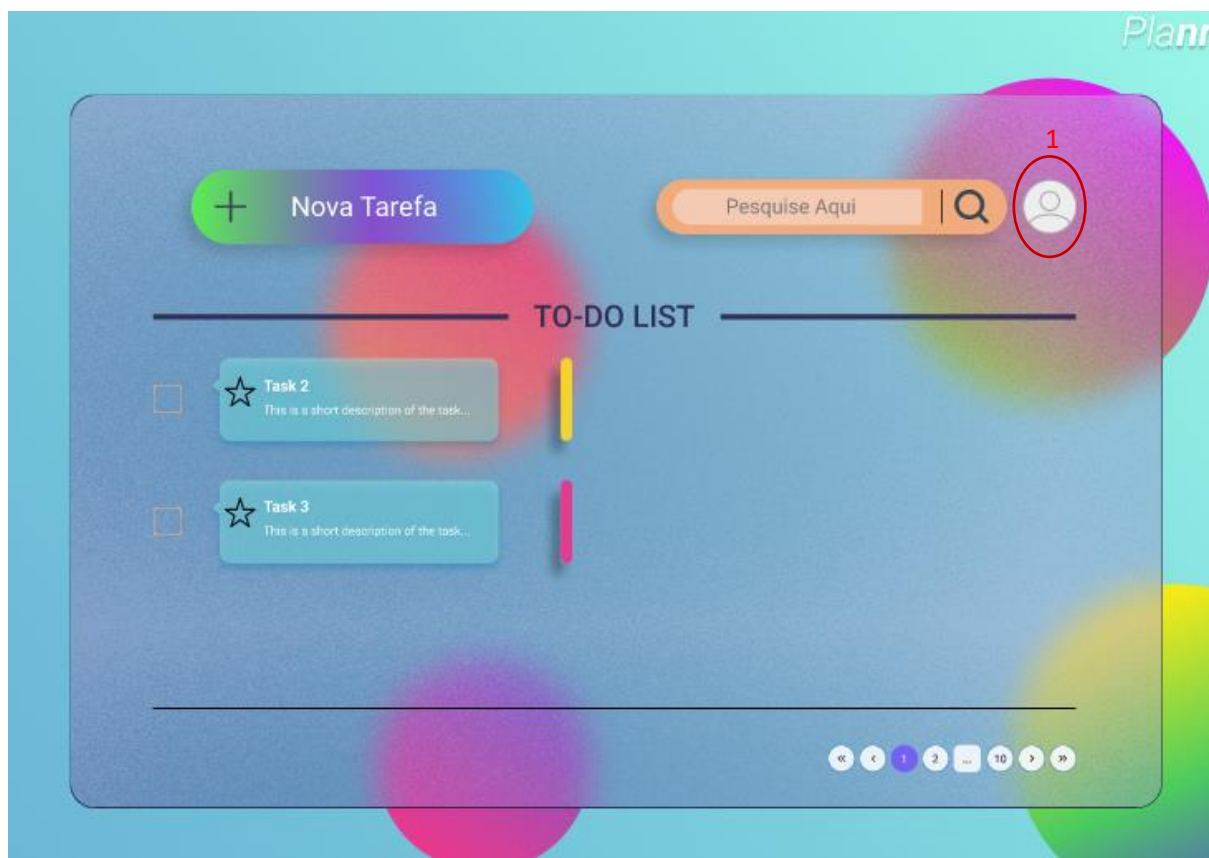 Plann
1
+ Nova Tarefa
Pesquise Aqui
TO-DO LIST
Task 2
This is a short description of the task...
Task 3
This is a short description of the task...
« ‹ 1 2 ... 10 › »